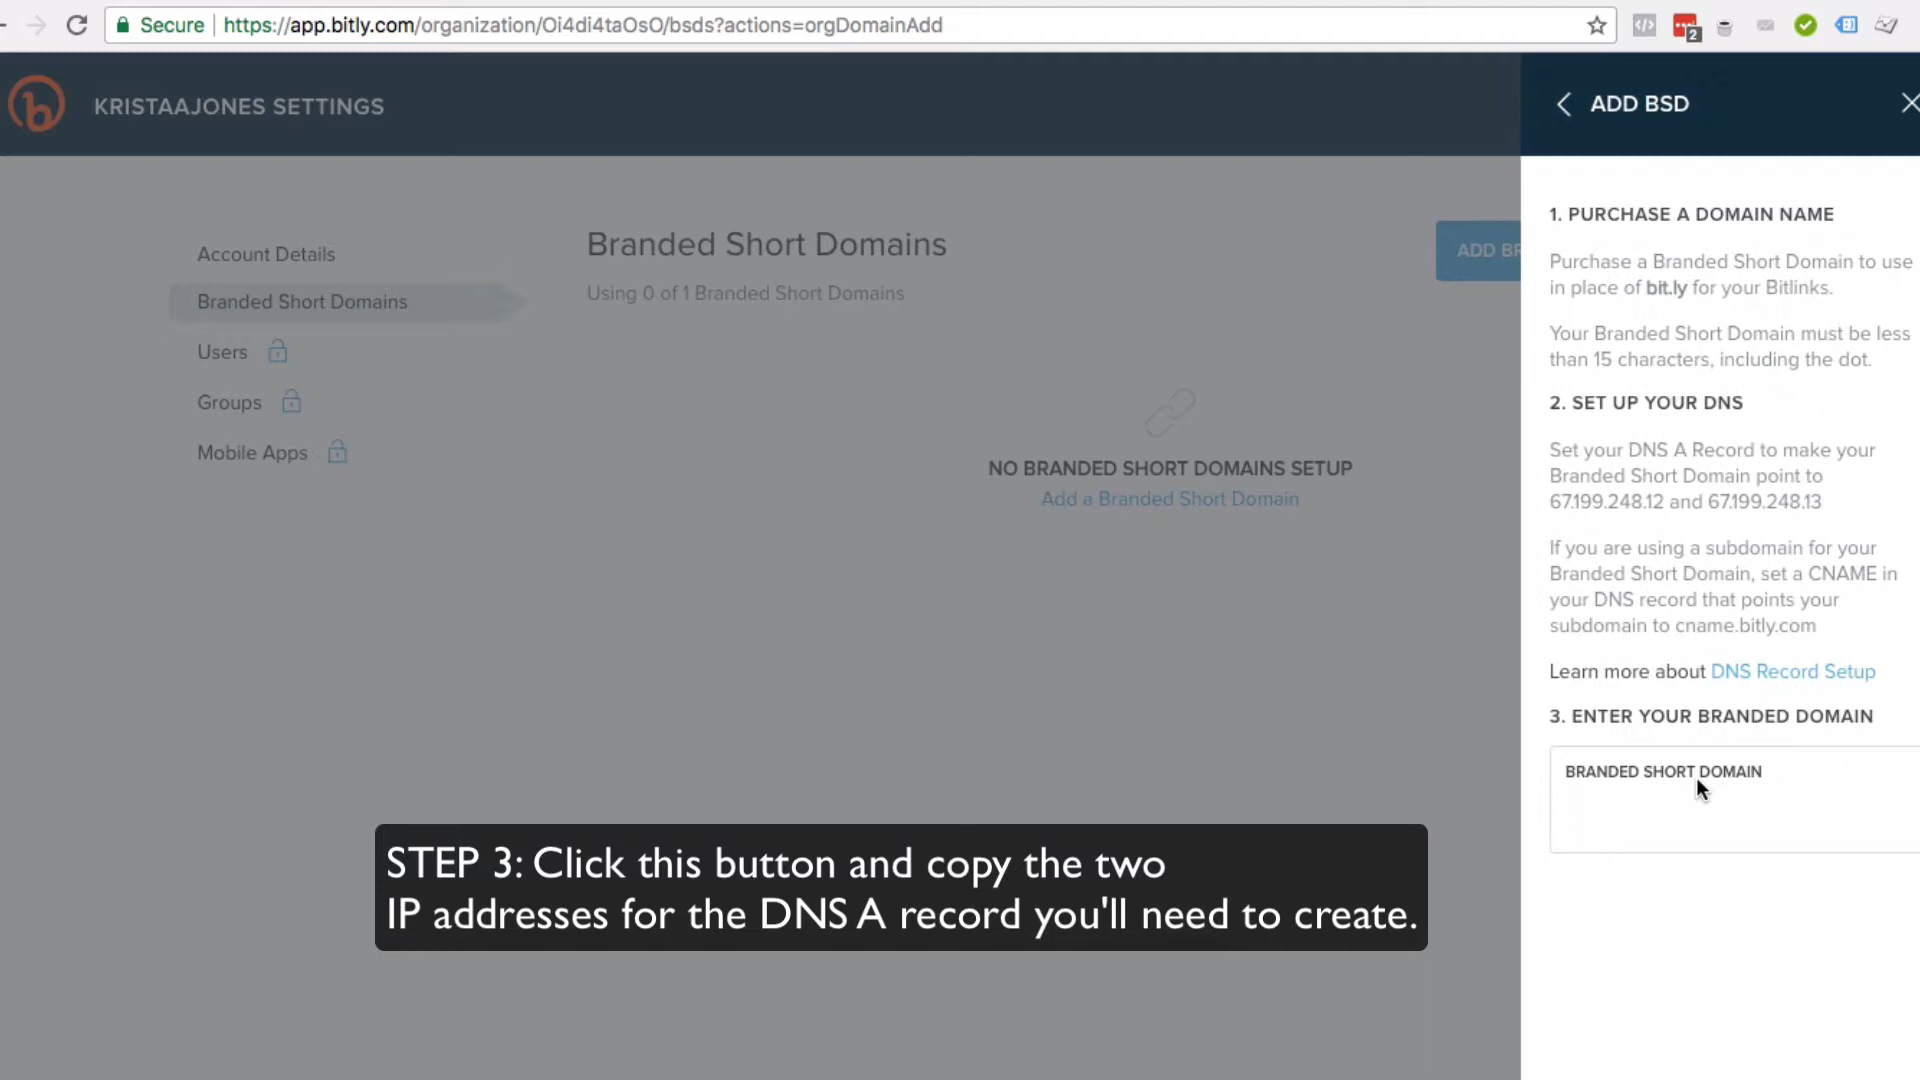 Secure | https://app.bitly.com/organization/Oi4di4taOsO/bsds?actions=orgDomainAdd
2
KRISTAAJONES SETTINGS
Account Details
Branded Short Domains
Users
Groups
Mobile Apps
Branded Short Domains
Using 0 of 1 Branded Short Domains
ADD BR
NO BRANDED SHORT DOMAINS SETUP
Add a Branded Short Domain
ADD BSD
1. PURCHASE A DOMAIN NAME
Purchase a Branded Short Domain to use
in place of bit.ly for your Bitlinks.
Your Branded Short Domain must be less
than 15 characters, including the dot.
2. SET UP YOUR DNS
Set your DNS A Record to make your
Branded Short Domain point to
67.199.248.12 and 67.199.248.13
If you are using a subdomain for your
Branded Short Domain, set a CNAME in
your DNS record that points your
subdomain to cname.bitly.com
Learn more about DNS Record Setup
3. ENTER YOUR BRANDED DOMAIN
BRANDED SHORT DOMAIN
STEP 3: Click this button and copy the two
IP addresses for the DNS A record you'll need to create.